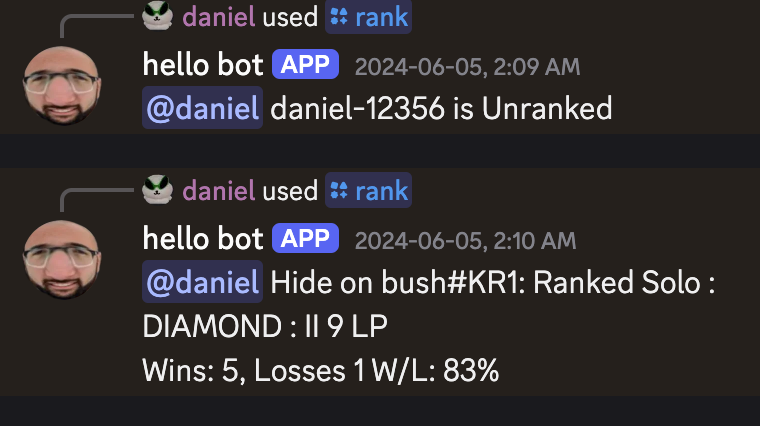 daniel used rank
hello bot APP 2024-06-05, 2:09 AM
@daniel daniel-12356 is Unranked
daniel used rank
hello bot APP 2024-06-05, 2:10 AM
@daniel Hide on bush#KR1: Ranked Solo :
DIAMOND : II 9 LP
Wins: 5, Losses 1 W/L: 83%